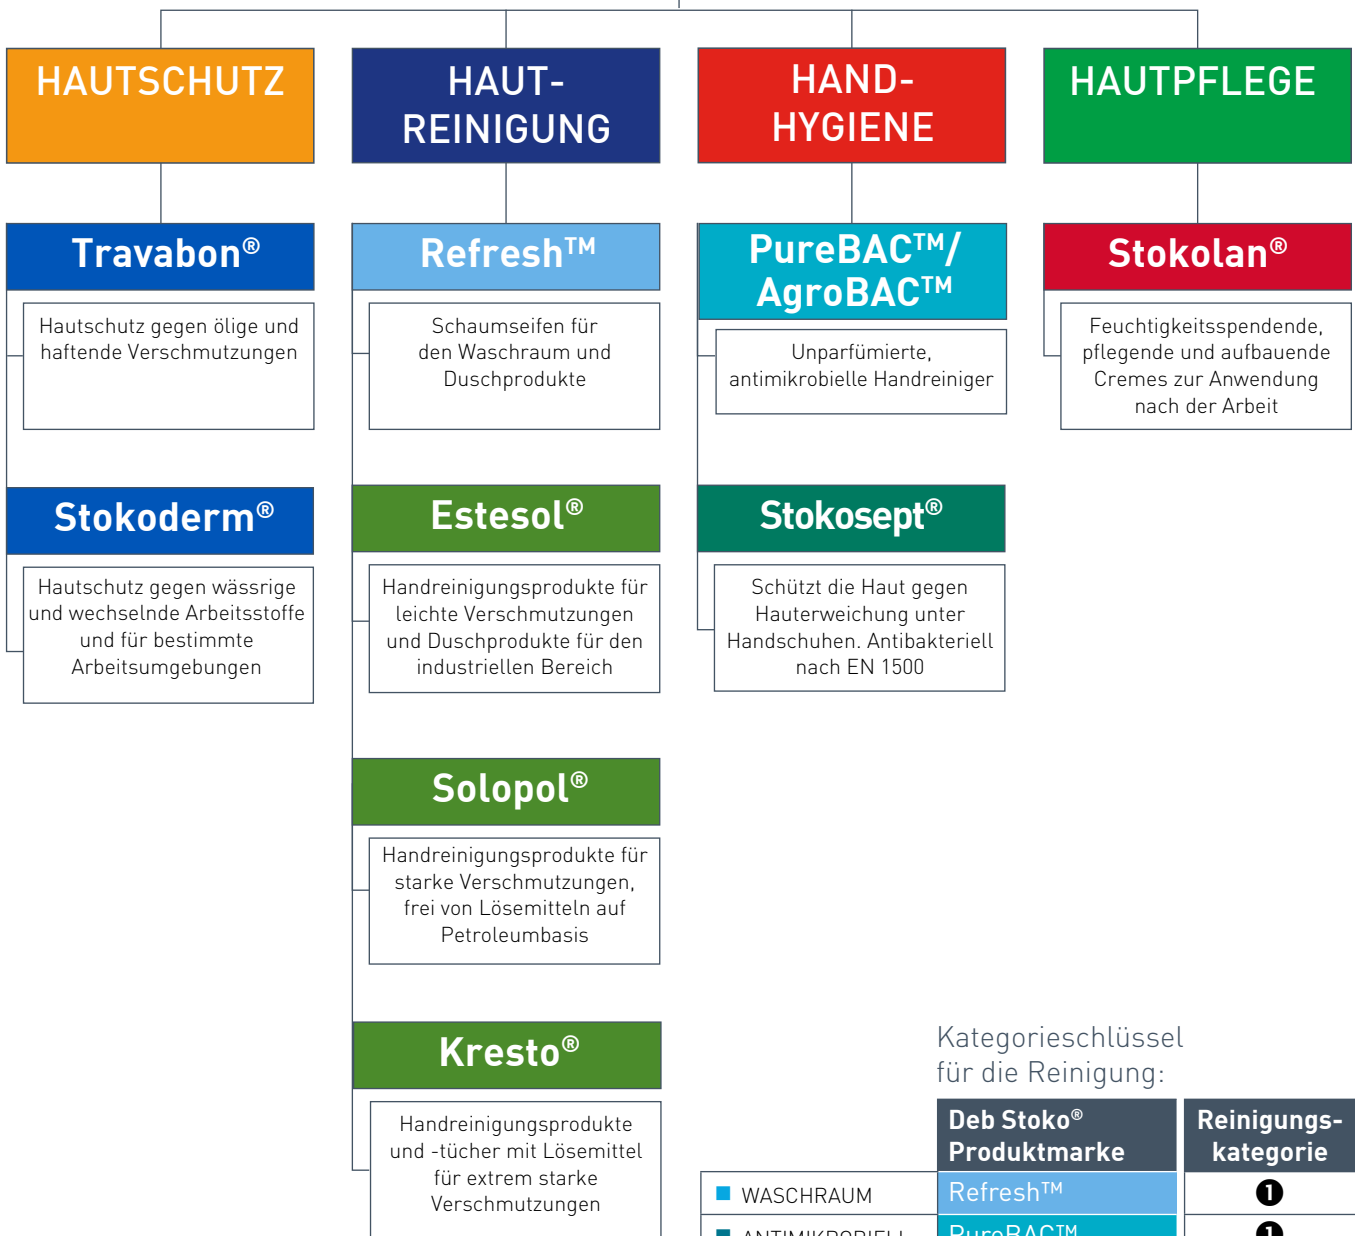 HAUTSCHUTZ
Travabon®
Hautschutz gegen ölige und
haftende Verschmutzungen
Stokoderm®
Hautschutz gegen wässrige
und wechselnde Arbeitsstoffe
und für bestimmte
Arbeitsumgebungen
HAUT-
REINIGUNG
Refresh™
Schaumseifen für
den Waschraum und
Duschprodukte
Estesol®
Handreinigungsprodukte für
leichte Verschmutzungen
und Duschprodukte für den
industriellen Bereich
Solopol®
Handreinigungsprodukte für
starke Verschmutzungen,
frei von Lösemitteln auf
Petroleumbasis
Kresto®
Handreinigungsprodukte
und -tücher mit Lösemittel
für extrem starke
Verschmutzungen
HAND-
HYGIENE
PureBAC™/
AgroBAC™
Unparfümierte,
antimikrobielle Handreiniger
Stokosept®
Schützt die Haut gegen
Hauterweichung unter
Handschuhen. Antibakteriell
nach EN 1500
HAUTPFLEGE
Stokolan®
Feuchtigkeitsspendende,
pflegende und aufbauende
Cremes zur Anwendung
nach der Arbeit
Kategorieschlüssel
für die Reinigung:
Deb Stoko®
Produktmarke
Reinigungs-
kategorie
WASCHRAUM Refresh™ ❶
ANTIMIKROBIELL PureBAC™ ❶